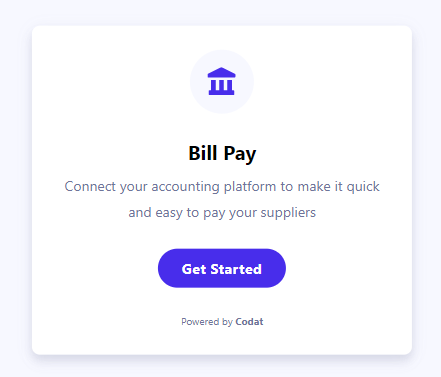 Bill Pay
Connect your accounting platform to make it quick
and easy to pay your suppliers
Get Started
Powered by Codat